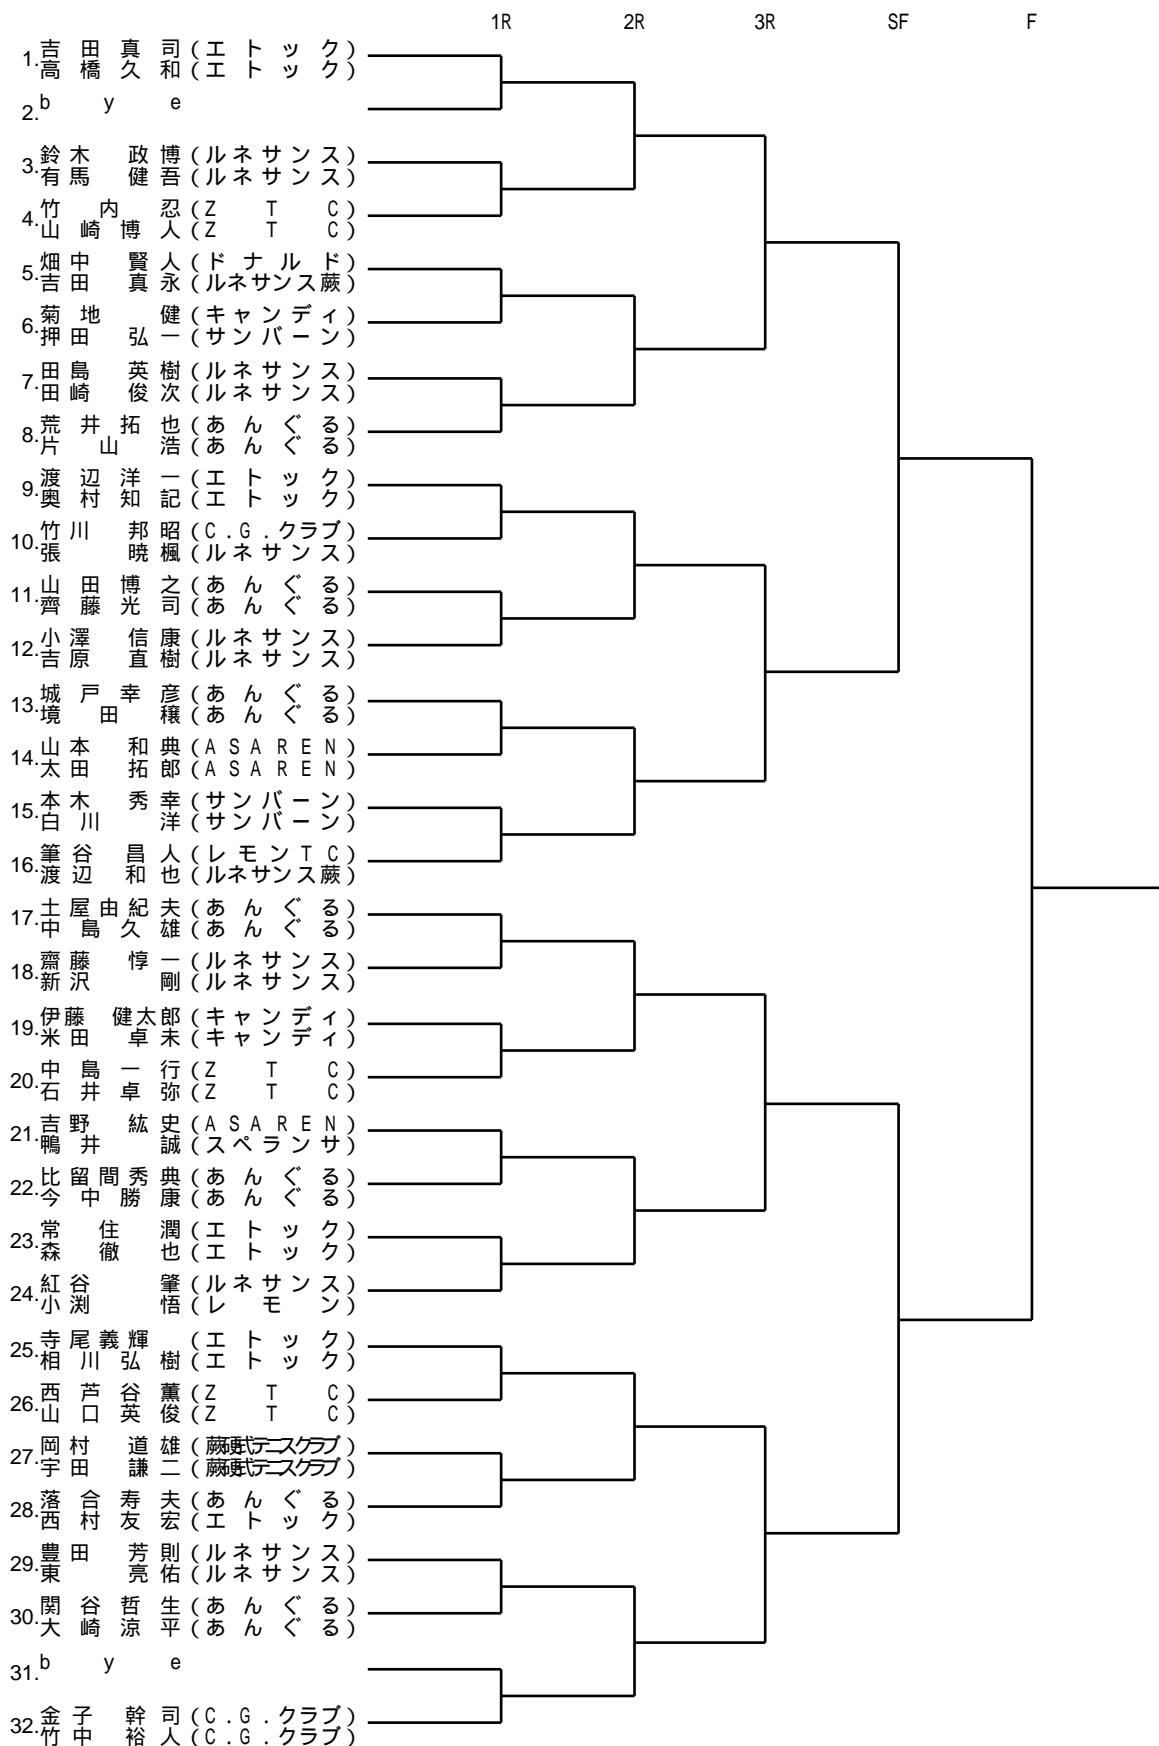 1R 2R 3R SF F
1. 吉田真司(エトック)
高橋久和(エトック)
2. bye
3. 鈴木 政博(ルネサンス)
有馬 健吾(ルネサンス)
4. 竹内忍(ZTC)
山崎博人(ZTC)
5. 畑中 賢人(ドナルド)
吉田 真永(ルネサンス蕨)
6. 菊地 健(キャンディ)
押田 弘一(サンバーン)
7. 田島 英樹(ルネサンス)
田崎 俊次(ルネサンス)
8. 荒井拓也(あんぐる)
片山浩(あんぐる)
9. 渡辺洋一(エトック)
奥村知記(エトック)
10. 竹川 邦昭(C.G.クラブ)
張 暁楓(ルネサンス)
11. 山田博之(あんぐる)
齊藤光司(あんぐる)
12. 小澤 信康(ルネサンス)
吉原 直樹(ルネサンス)
13. 城戸幸彦(あんぐる)
境田穣(あんぐる)
14. 山本 和典(ASAREN)
太田 拓郎(ASAREN)
15. 本木 秀幸(サンバーン)
白川 洋(サンバーン)
16. 筆谷 昌人(レモンTC)
渡辺 和也(ルネサンス蕨)
17. 土屋由紀夫(あんぐる)
中島久雄(あんぐる)
18. 齋藤 惇一(ルネサンス)
新沢 剛(ルネサンス)
19. 伊藤 健太郎(キャンディ)
米田 卓未(キャンディ)
20. 中島一行(ZTC)
石井卓弥(ZTC)
21. 吉野 紘史(ASAREN)
鴨井 誠(スペランサ)
22. 比留間秀典(あんぐる)
今中勝康(あんぐる)
23. 常住潤(エトック)
森徹也(エトック)
24. 紅谷 肇(ルネサンス)
小渕 悟(レモン)
25. 寺尾義輝 (エトック)
相川弘樹(エトック)
26. 西芦谷薫(ZTC)
山口英俊(ZTC)
27. 岡村 道雄(蕨硬式テニスクラブ)
宇田 謙二(蕨硬式テニスクラブ)
28. 落合寿夫(あんぐる)
西村友宏(エトック)
29. 豊田 芳則(ルネサンス)
東 亮佑(ルネサンス)
30. 関谷哲生(あんぐる)
大崎涼平(あんぐる)
31. bye
32. 金子 幹司(C.G.クラブ)
竹中 裕人(C.G.クラブ)